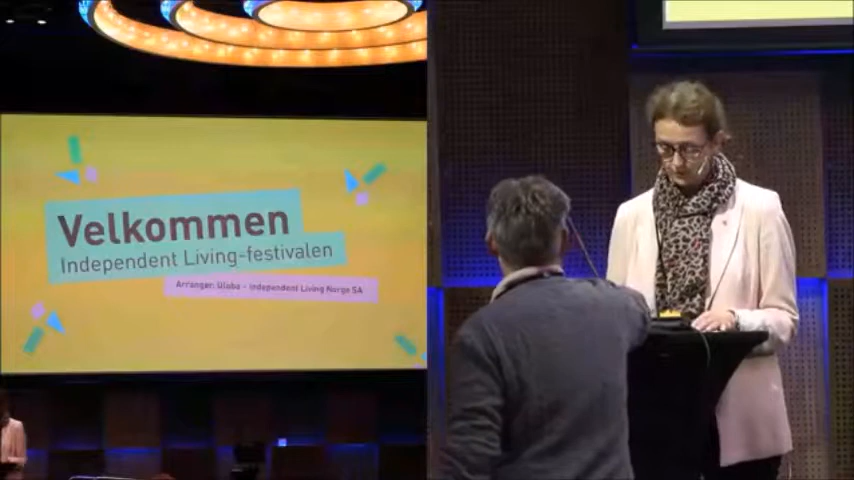 Velkommen
Independent Living-festivalen
Arrangør: Uloba - Independent Living Norge SA